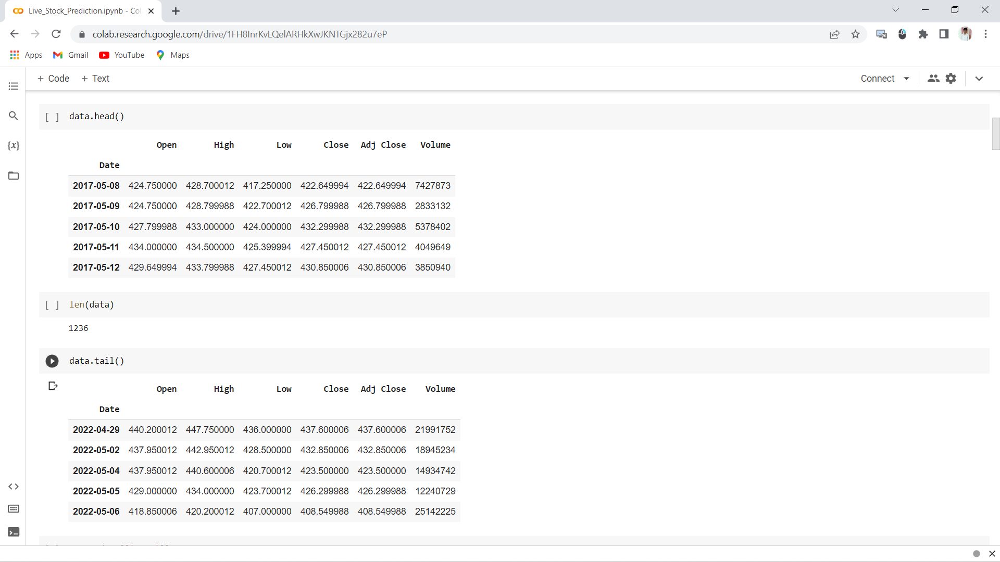 Live_Stock_Prediction.ipynb - Co
colab.research.google.com/drive/1FH8InrKvLQelARHkXwJKNTGjx282u7eP
Apps Gmail YouTube Maps
+ Code + Text Connect
[ ] data.head()
Open High Low Close Adj Close Volume
Date
2017-05-08 424.750000 428.700012 417.250000 422.649994 422.649994 7427873
2017-05-09 424.750000 428.799988 422.700012 426.799988 426.799988 2833132
2017-05-10 427.799988 433.000000 424.000000 432.299988 432.299988 5378402
2017-05-11 434.000000 434.500000 425.399994 427.450012 427.450012 4049649
2017-05-12 429.649994 433.799988 427.450012 430.850006 430.850006 3850940
[ ] len(data)
1236
data.tail()
Open High Low Close Adj Close Volume
Date
2022-04-29 440.200012 447.750000 436.000000 437.600006 437.600006 21991752
2022-05-02 437.950012 442.950012 428.500000 432.850006 432.850006 18945234
2022-05-04 437.950012 440.600006 420.700012 423.500000 423.500000 14934742
2022-05-05 429.000000 434.000000 423.700012 426.299988 426.299988 12240729
2022-05-06 418.850006 420.200012 407.000000 408.549988 408.549988 25142225